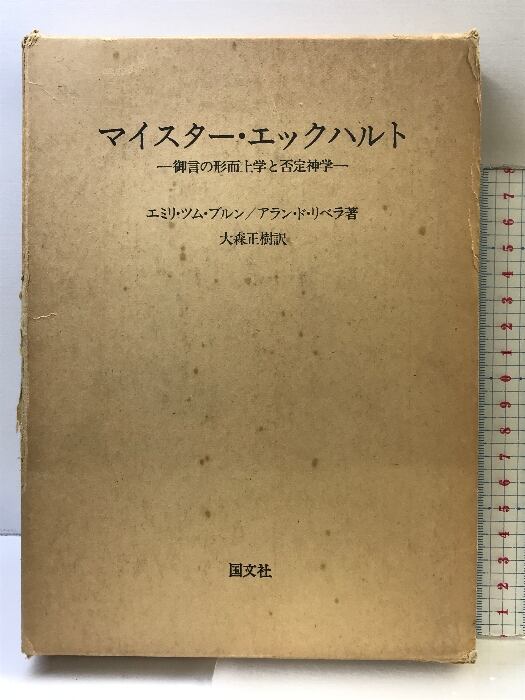 マイスター・エックハルト
―御言の形而上学と否定神学―
エミリ・ツム・ブルン／アラン・ド・リベラ著
大森正樹訳
国文社